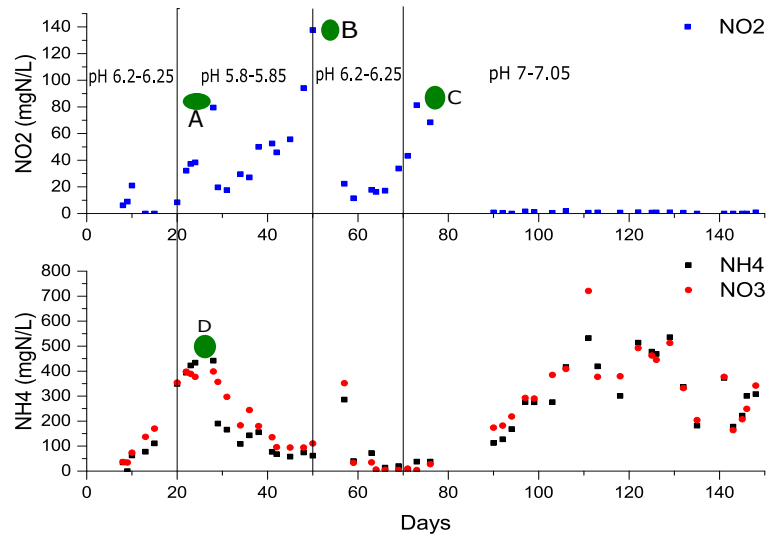 NO2 (mgN/L)
140
120
100
80
60
40
20
0
pH 6.2-6.25
pH 5.8-5.85
pH 6.2-6.25
pH 7-7.05
A
B
C
NO2
0 20 40 60 80 100 120 140
NH4 (mgN/L)
800
700
600
500
400
300
200
100
0
D
NH4
NO3
0 20 40 60 80 100 120 140
Days